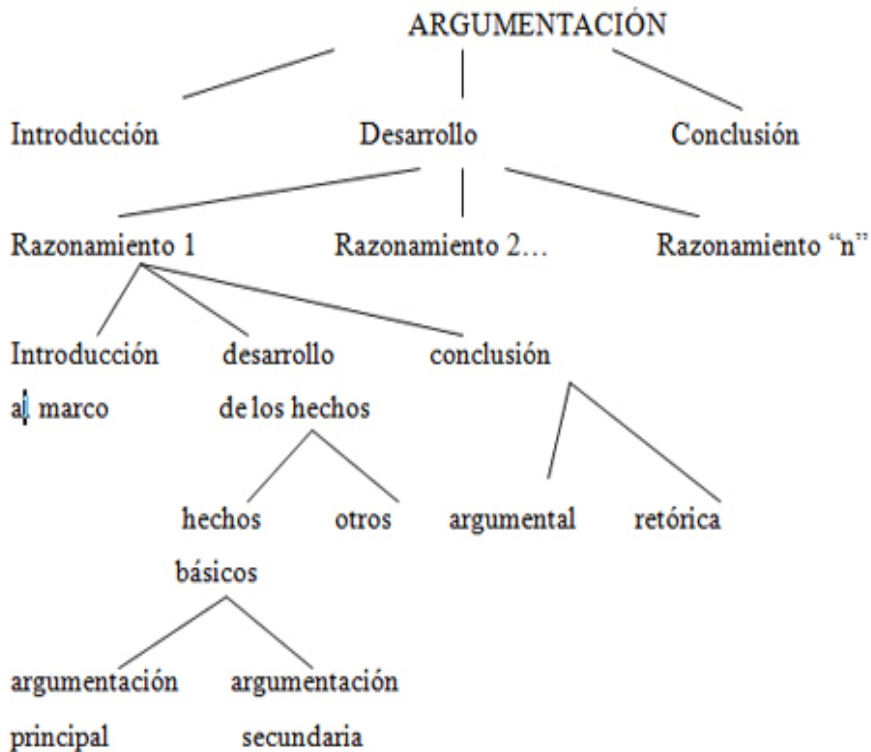 ARGUMENTACIÓN
Introducción Desarrollo Conclusión
Razonamiento 1 Razonamiento 2… Razonamiento “n”
Introducción desarrollo conclusión
al marco de los hechos
hechos otros argumental retórica
básicos
argumentación argumentación
principal secundaria